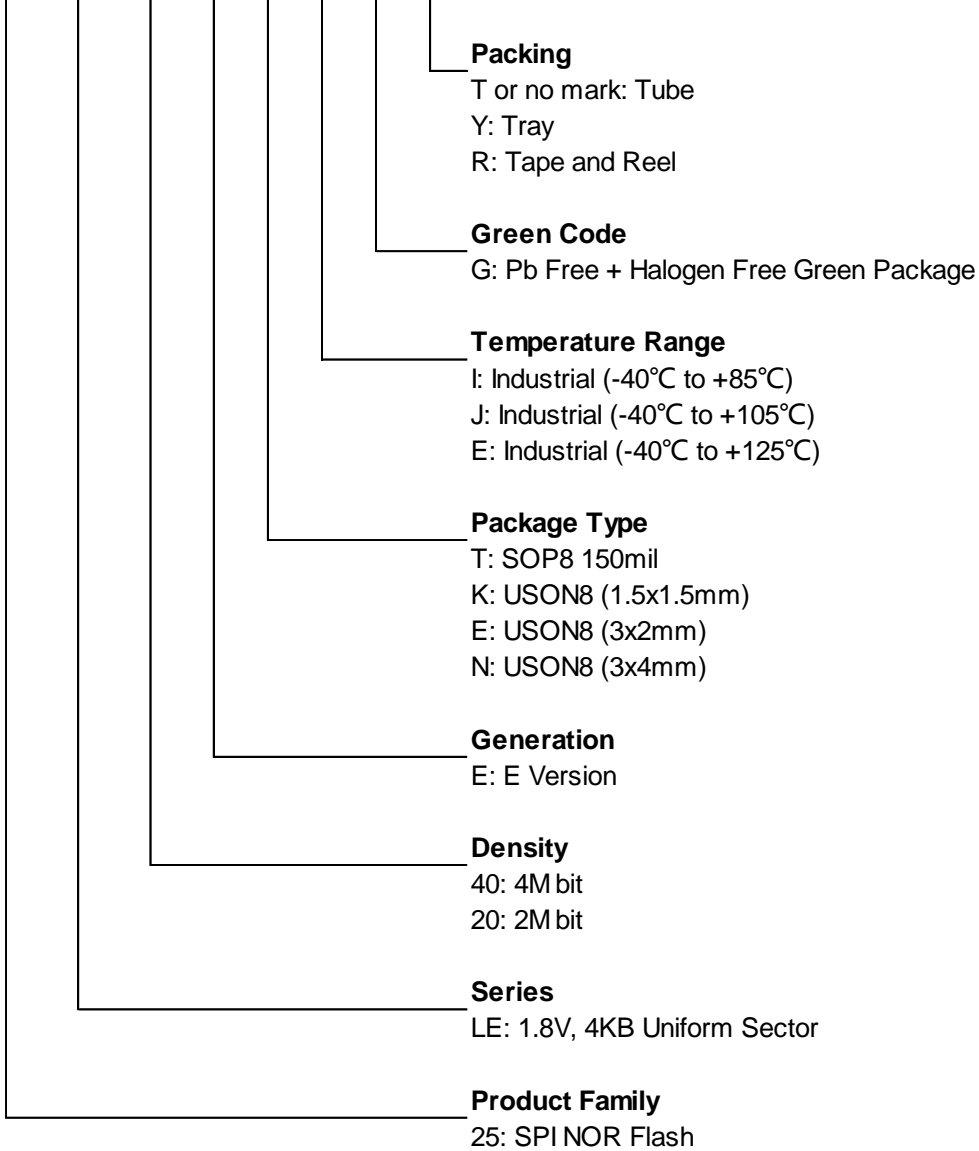 Packing
T or no mark: Tube
Y: Tray
R: Tape and Reel
Green Code
G: Pb Free + Halogen Free Green Package
Temperature Range
I: Industrial (-40℃ to +85℃)
J: Industrial (-40℃ to +105℃)
E: Industrial (-40℃ to +125℃)
Package Type
T: SOP8 150mil
K: USON8 (1.5x1.5mm)
E: USON8 (3x2mm)
N: USON8 (3x4mm)
Generation
E: E Version
Density
40: 4M bit
20: 2M bit
Series
LE: 1.8V, 4KB Uniform Sector
Product Family
25: SPI NOR Flash